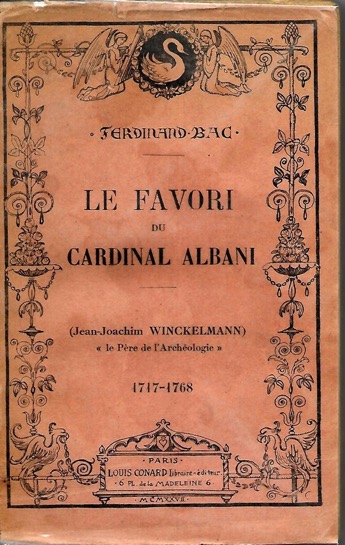 · FERDINAND·BAC ·
LE FAVORI
DU
CARDINAL ALBANI
(Jean-Joachim WINCKELMANN)
« le Père de l'Archéologie »
1717-1768
· PARIS ·
LOUIS CONARD libraire-éditeur
· 6 PL. de la MADELEINE 6 ·
MCMXXVII